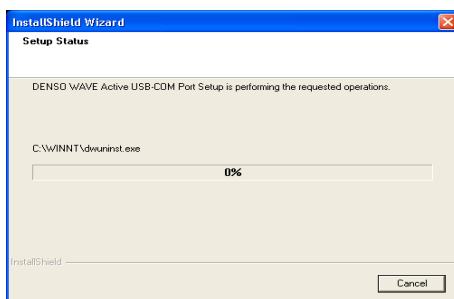 InstallShield Wizard
Setup Status
DENSO WAVE Active USB-COM Port Setup is performing the requested operations.
C:\WINNT\dwuninst.exe
0%
InstallShield
Cancel